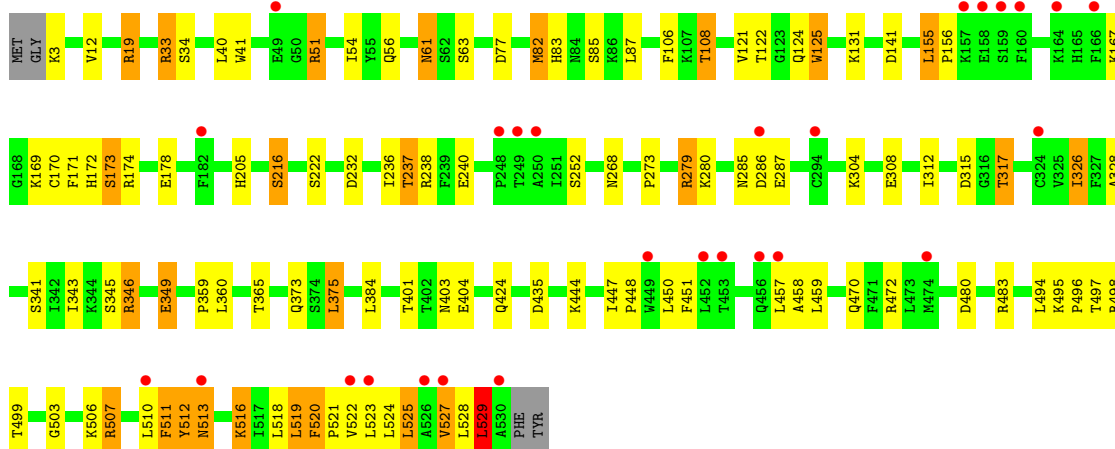 MET GLY K3 V12 R19 R33 S34 L40 W41 E49 G50 R51 I54 Y55 Q56 N61 S62 S63 D77 M82 H83 N84 S85 K86 L87 F106 K107 T108 V121 T122 G123 Q124 W125 K131 D141 L155 P156 K157 E158 S159 F160 K164 H165 F166 K167
G168 K169 C170 F171 H172 S173 R174 E178 F182 H205 S216 S222 D232 I236 T237 R238 F239 E240 P248 T249 A250 I251 S252 N268 P273 R279 K280 N285 D286 E287 C294 K304 E308 I312 D315 G316 T317 C324 V325 I326 F327 A328
S341 I342 I343 K344 S345 R346 E349 P359 L360 T365 Q373 S374 L375 L384 T401 T402 N403 E404 Q424 D435 K444 I447 P448 W449 L450 F451 L452 T453 Q456 L457 A458 L459 Q470 F471 R472 L473 M474 D480 R483 L494 K495 P496 T497
T499 G503 K506 R507 L510 F511 Y512 N513 K516 I517 L518 L519 F520 P521 V522 L523 L524 L525 A526 V527 L528 L529 A530 PHE TYR